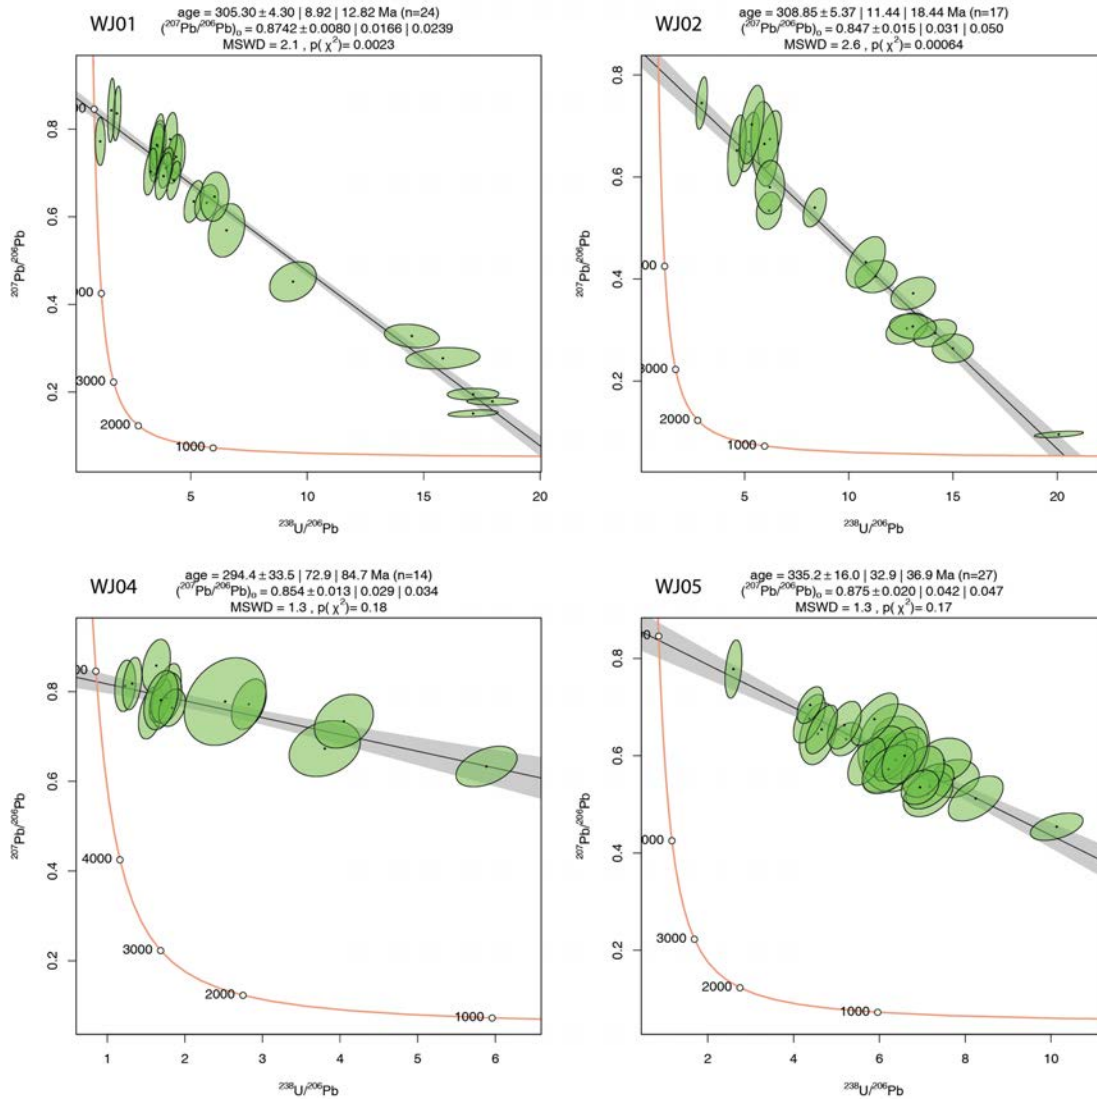 WJ01
age = 305.30 ± 4.30 | 8.92 | 12.82 Ma (n=24)
(²⁰⁷Pb/²⁰⁶Pb)ₒ = 0.8742 ± 0.0080 | 0.0166 | 0.0239
MSWD = 2.1 , p( χ²)= 0.0023
0.8
0.6
0.4
0.2
²⁰⁷Pb/²⁰⁶Pb
00
000
3000
2000
1000
5
10
15
20
²³⁸U/²⁰⁶Pb
WJ02
age = 308.85 ± 5.37 | 11.44 | 18.44 Ma (n=17)
(²⁰⁷Pb/²⁰⁶Pb)ₒ = 0.847 ± 0.015 | 0.031 | 0.050
MSWD = 2.6 , p( χ²)= 0.00064
0.8
0.6
0.4
0.2
²⁰⁷Pb/²⁰⁶Pb
00
3000
2000
1000
5
10
15
20
²³⁸U/²⁰⁶Pb
WJ04
age = 294.4 ± 33.5 | 72.9 | 84.7 Ma (n=14)
(²⁰⁷Pb/²⁰⁶Pb)ₒ = 0.854 ± 0.013 | 0.029 | 0.034
MSWD = 1.3 , p( χ²)= 0.18
0.8
0.6
0.4
0.2
²⁰⁷Pb/²⁰⁶Pb
00
4000
3000
2000
1000
1
2
3
4
5
6
²³⁸U/²⁰⁶Pb
WJ05
age = 335.2 ± 16.0 | 32.9 | 36.9 Ma (n=27)
(²⁰⁷Pb/²⁰⁶Pb)ₒ = 0.875 ± 0.020 | 0.042 | 0.047
MSWD = 1.3 , p( χ²)= 0.17
0.8
0.6
0.4
0.2
²⁰⁷Pb/²⁰⁶Pb
0
000
3000
2000
1000
2
4
6
8
10
²³⁸U/²⁰⁶Pb